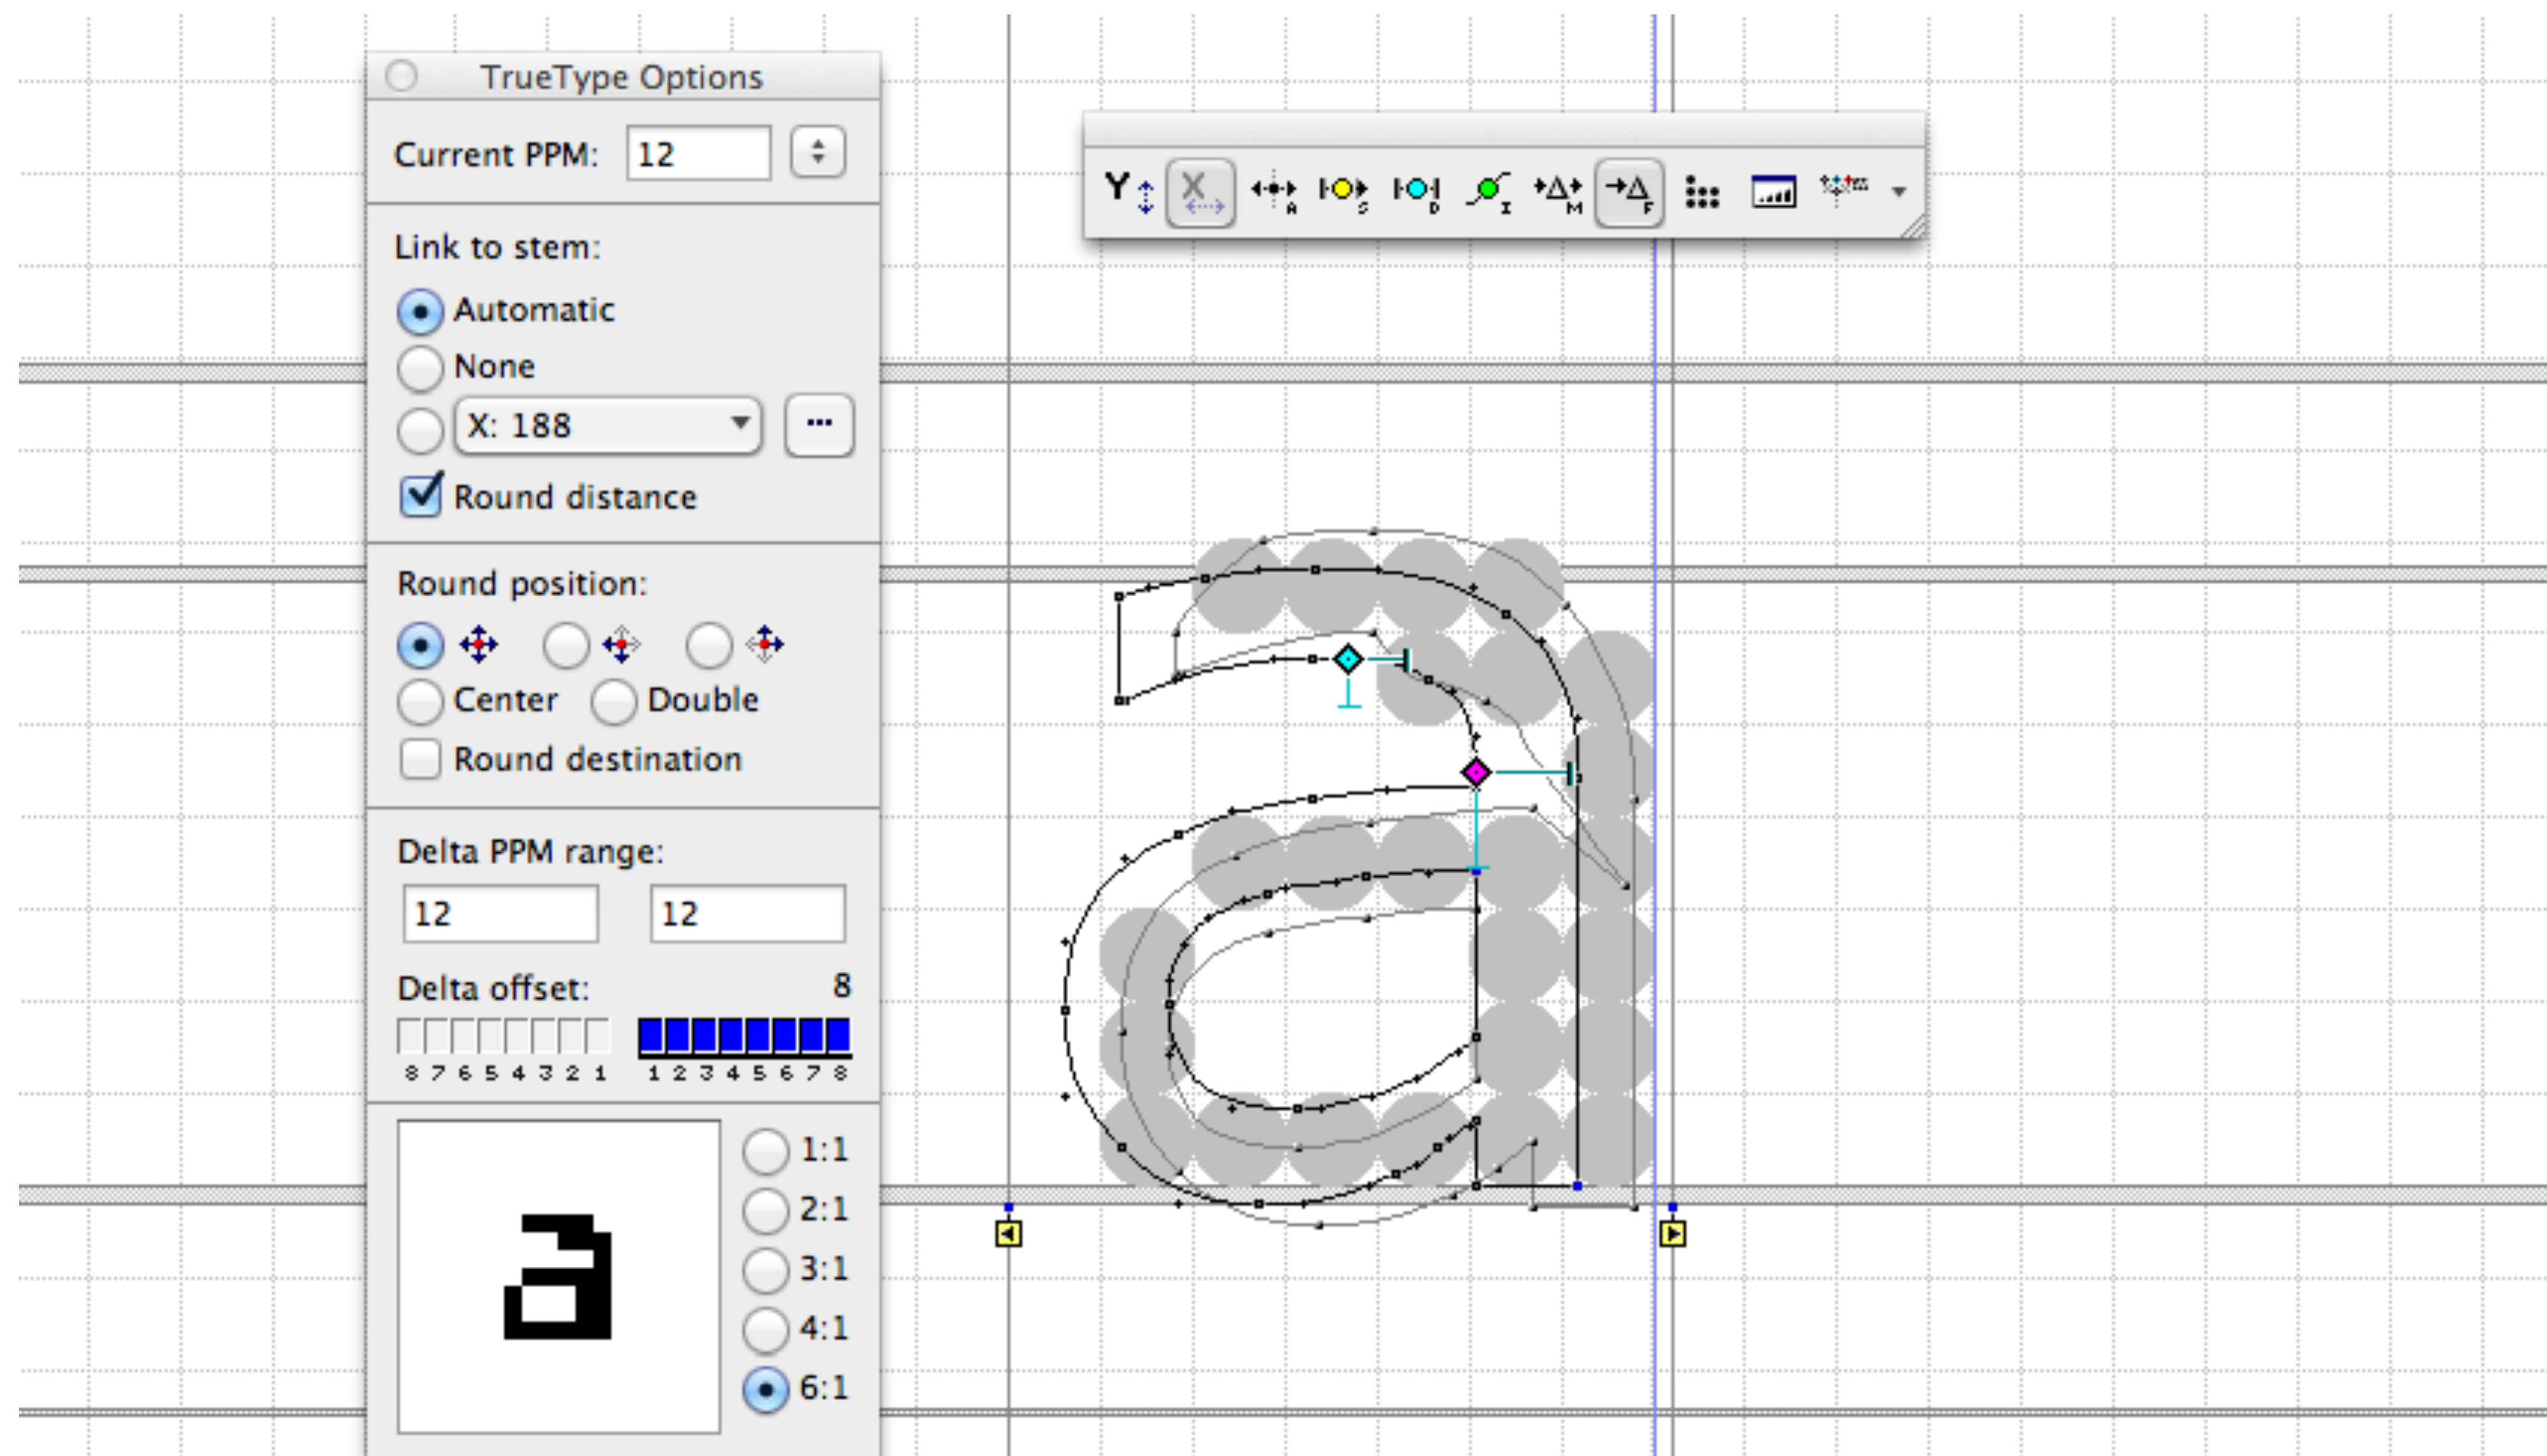 TrueType Options
Current PPM: 12
Y X A S D I M F
Link to stem:
Automatic
None
X: 188 ...
Round distance
Round position:
Center Double
Round destination
Delta PPM range:
12 12
Delta offset: 8
8 7 6 5 4 3 2 1 1 2 3 4 5 6 7 8
a 1:1
2:1
3:1
4:1
6:1